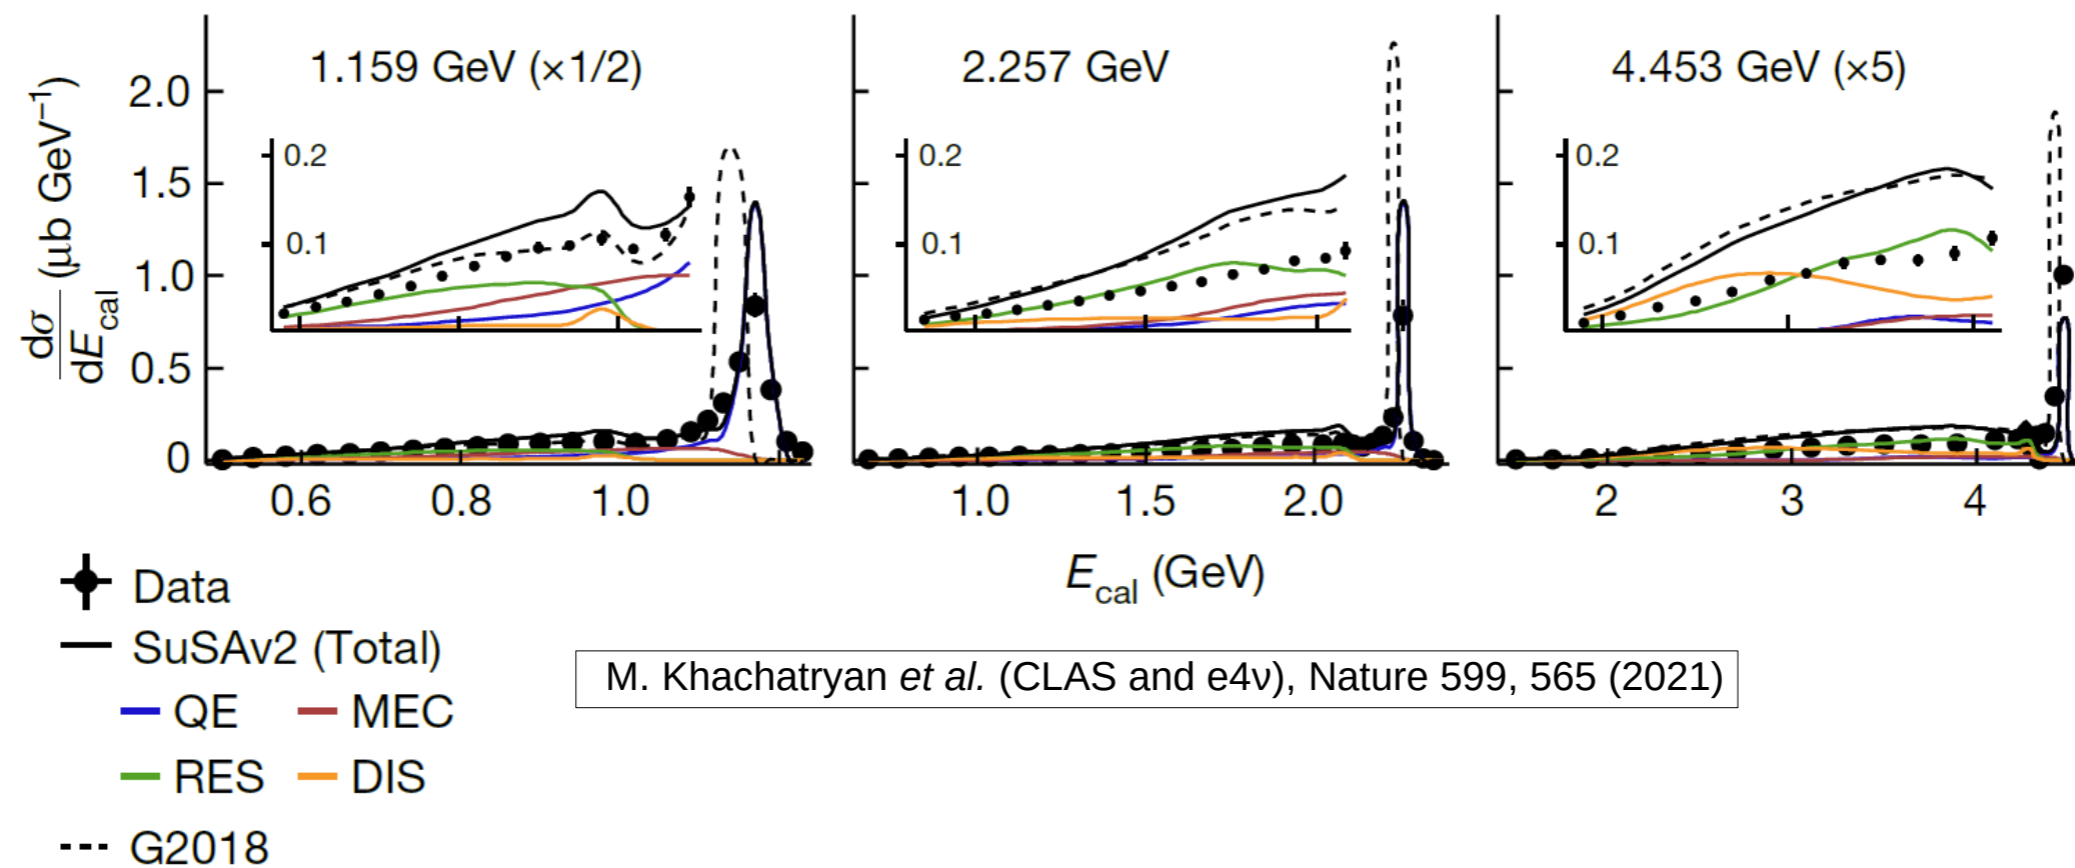 1.159 GeV (×1/2)
2.257 GeV
4.453 GeV (×5)
dσ/dE_cal (μb GeV⁻¹)
2.0
1.5
1.0
0.5
0
0.2
0.1
0.2
0.1
0.2
0.1
0.6 0.8 1.0
1.0 1.5 2.0
2 3 4
E_cal (GeV)
Data
SuSAv2 (Total)
QE MEC
RES DIS
G2018
M. Khachatryan et al. (CLAS and e4ν), Nature 599, 565 (2021)